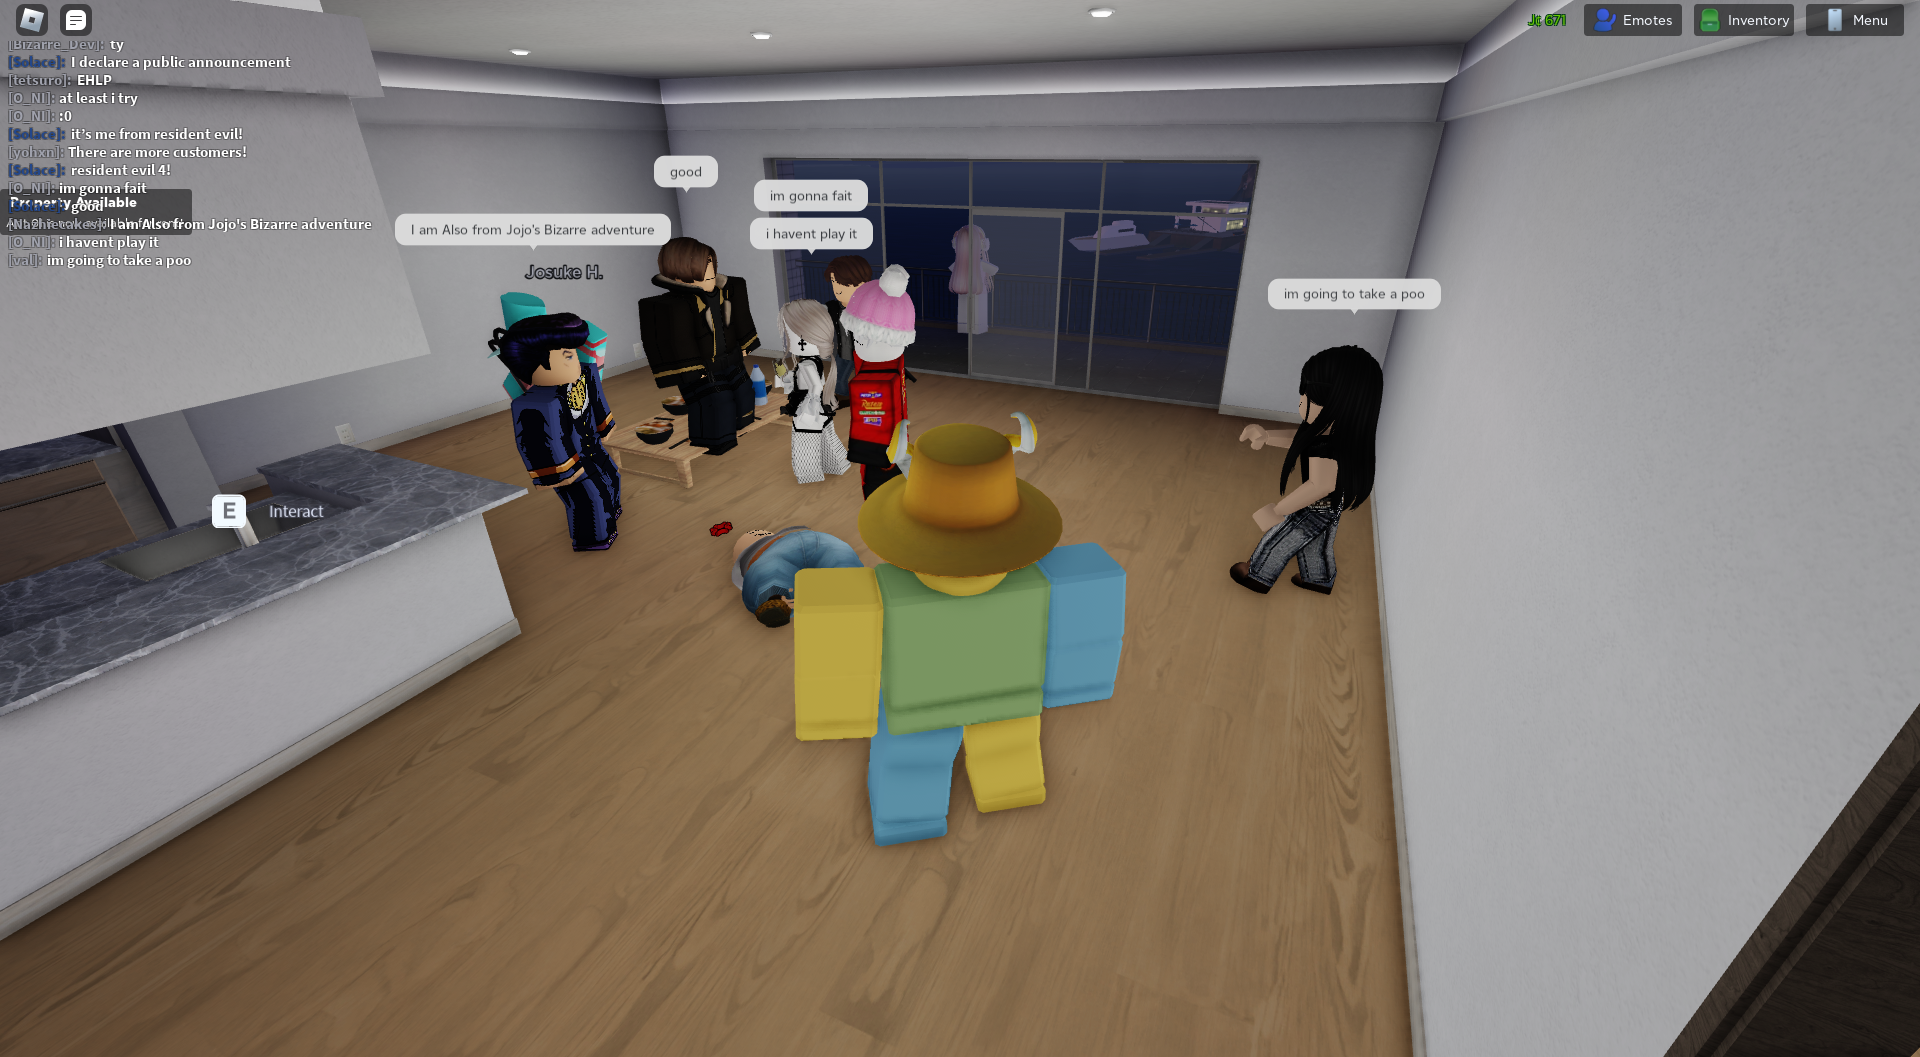 [Bizarre_Dev]: ty
[Solace]: I declare a public announcement
[tetsuro]: EHLP
[O_NI]: at least i try
[O_NI]: :0
[Solace]: it's me from resident evil!
[yohxn]: There are more customers!
[Solace]: resident evil 4!
[O_NI]: im gonna fait
Property Available
good
I am Also from Jojo's Bizarre adventure
[O_NI]: i havent play it
[val]: im going to take a poo
671
Emotes
Inventory
Menu
good
im gonna fait
I am Also from Jojo's Bizarre adventure
i havent play it
Josuke H.
im going to take a poo
E Interact